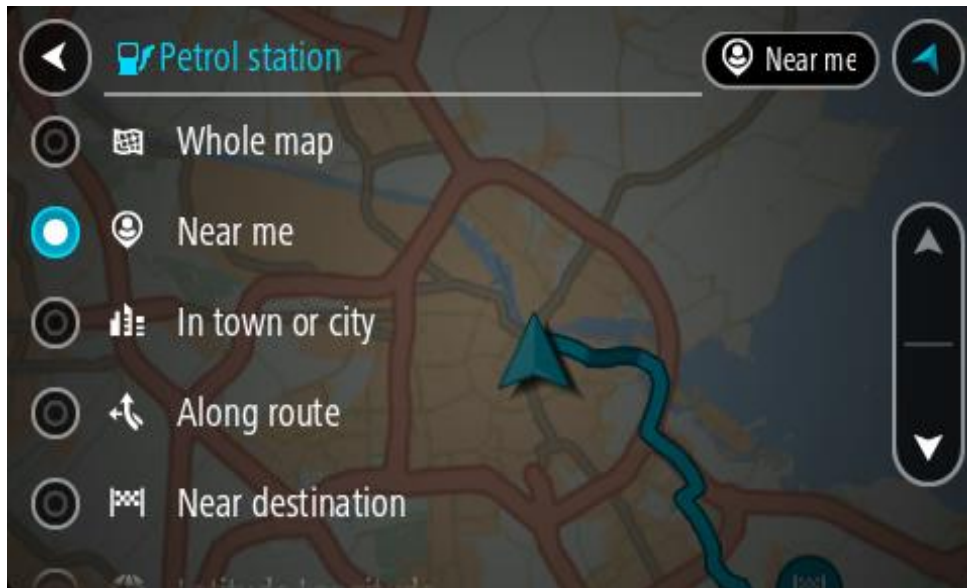 Petrol station
Near me
Whole map
Near me
In town or city
Along route
Near destination